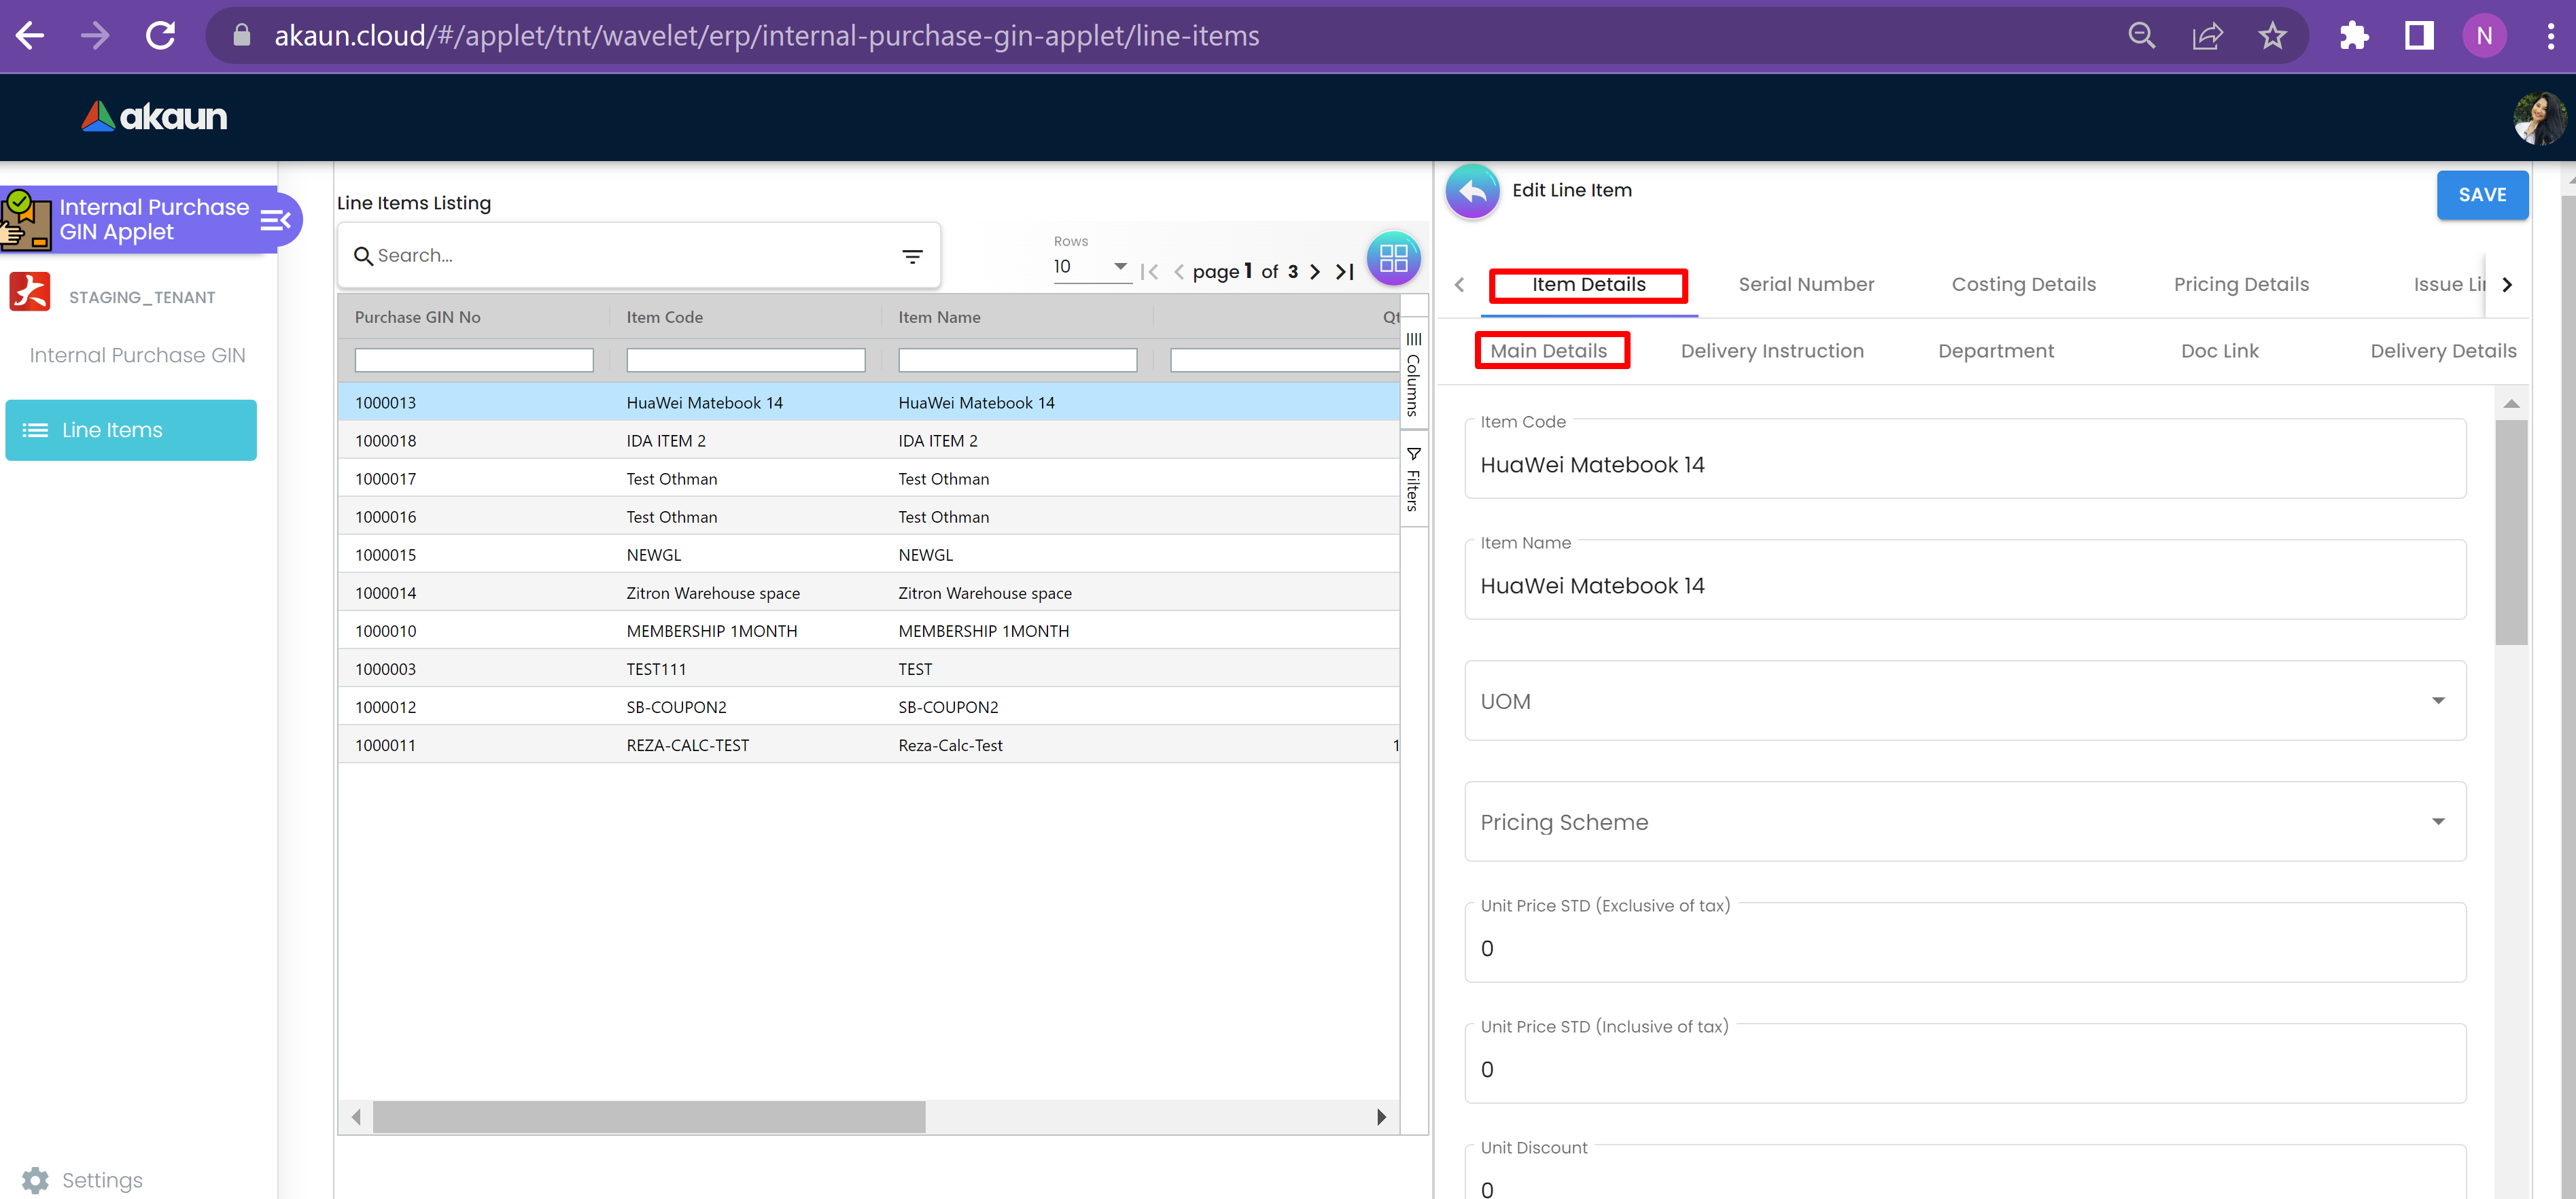 akaun.cloud/#/applet/tnt/wavelet/erp/internal-purchase-gin-applet/line-items
N
akaun
Internal Purchase
GIN Applet
STAGING_TENANT
Internal Purchase GIN
Line Items
Settings
Line Items Listing
Search...
Rows
10
page 1 of 3
Purchase GIN No Item Code Item Name Qt
1000013 HuaWei Matebook 14 HuaWei Matebook 14
1000018 IDA ITEM 2 IDA ITEM 2
1000017 Test Othman Test Othman
1000016 Test Othman Test Othman
1000015 NEWGL NEWGL
1000014 Zitron Warehouse space Zitron Warehouse space
1000010 MEMBERSHIP 1MONTH MEMBERSHIP 1MONTH
1000003 TEST111 TEST
1000012 SB-COUPON2 SB-COUPON2
1000011 REZA-CALC-TEST Reza-Calc-Test 1
Columns
Filters
Edit Line Item
SAVE
Item Details Serial Number Costing Details Pricing Details Issue Lin
Main Details Delivery Instruction Department Doc Link Delivery Details
Item Code
HuaWei Matebook 14
Item Name
HuaWei Matebook 14
UOM
Pricing Scheme
Unit Price STD (Exclusive of tax)
0
Unit Price STD (Inclusive of tax)
0
Unit Discount
0